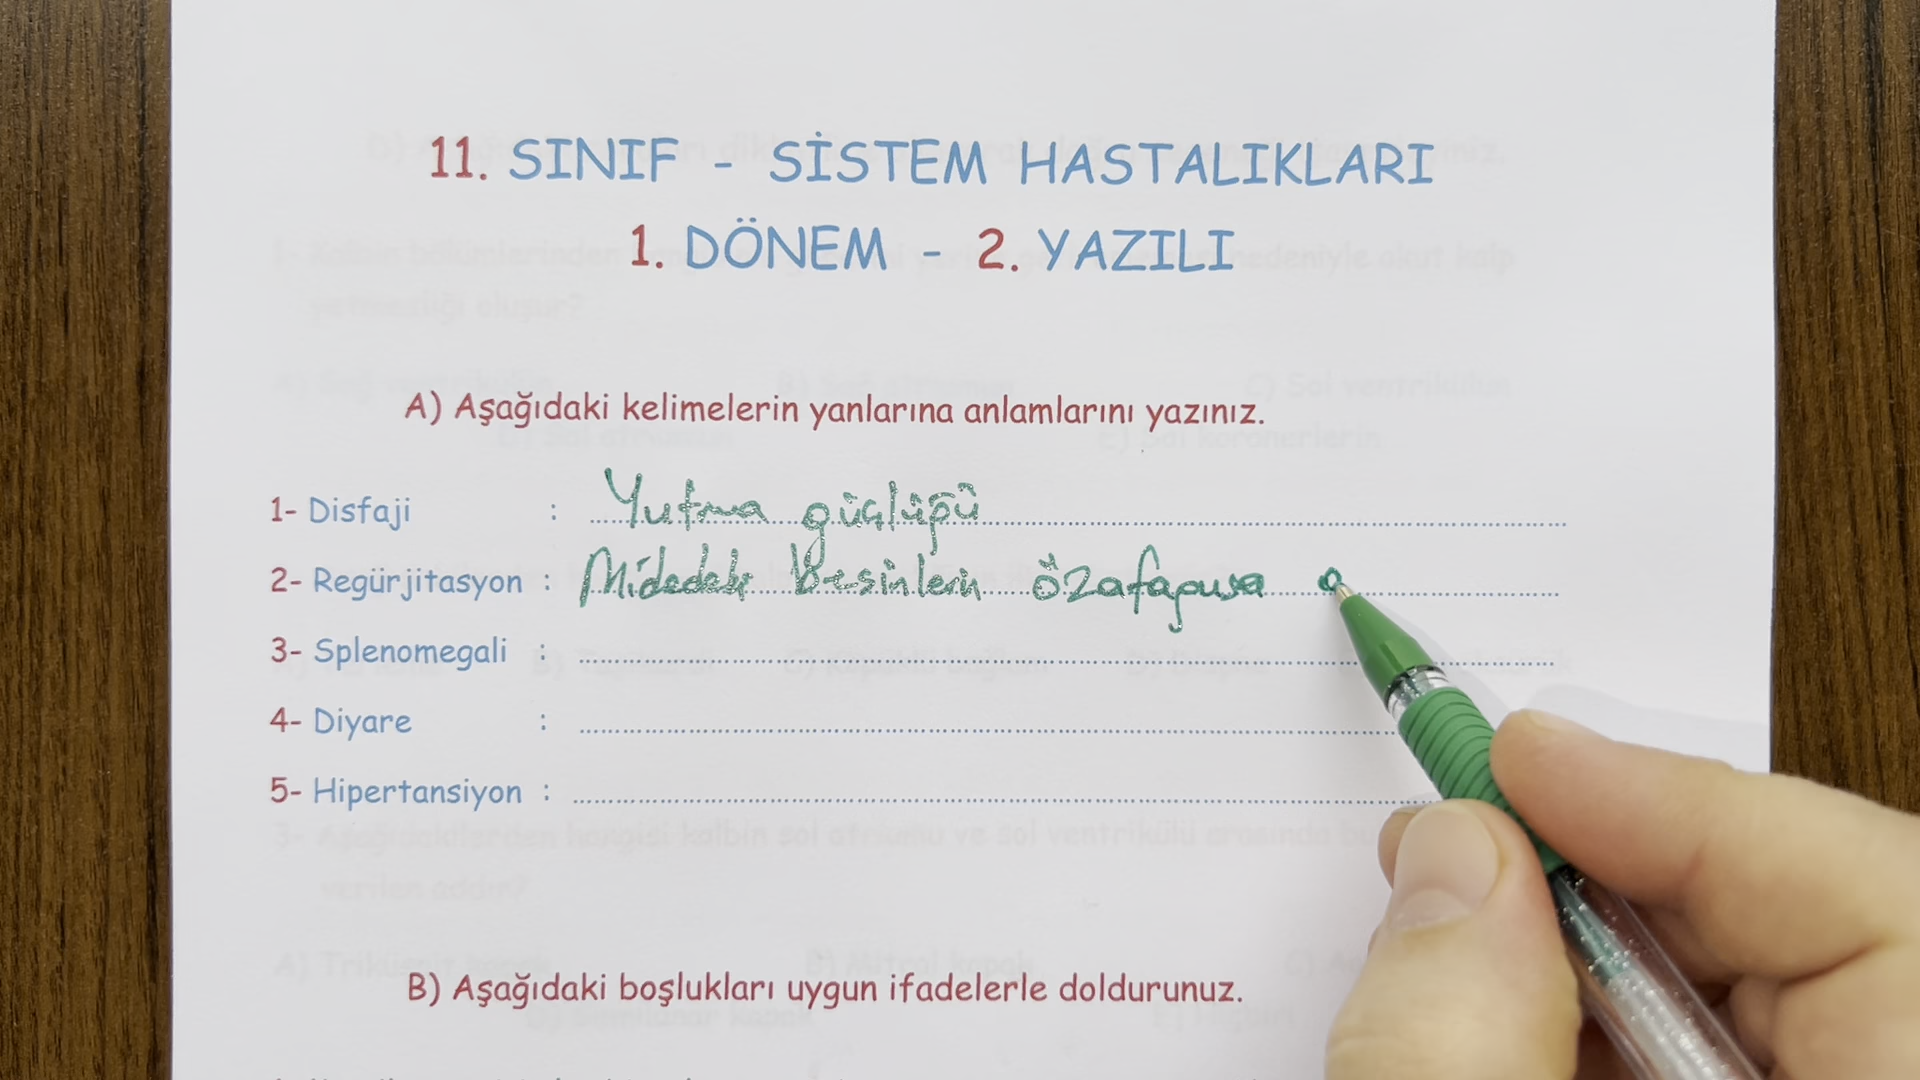 11. SINIF - SİSTEM HASTALIKLARI
1. DÖNEM - 2. YAZILI
A) Aşağıdaki kelimelerin yanlarına anlamlarını yazınız.
1- Disfaji : Yutma güçlüğü
2- Regürjitasyon : Midedeki besinlerin özafagusa
3- Splenomegali :
4- Diyare :
5- Hipertansiyon :
B) Aşağıdaki boşlukları uygun ifadelerle doldurunuz.